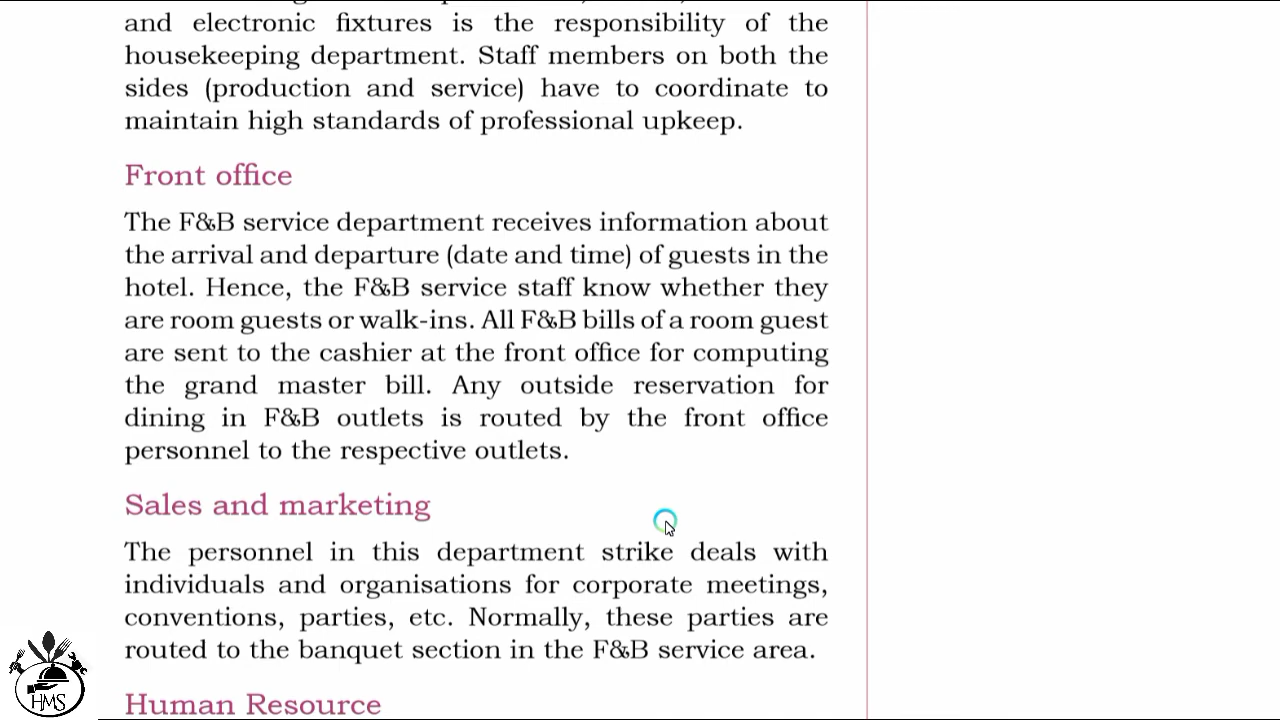 and electronic fixtures is the responsibility of the
housekeeping department. Staff members on both the
sides (production and service) have to coordinate to
maintain high standards of professional upkeep.
Front office
The F&B service department receives information about
the arrival and departure (date and time) of guests in the
hotel. Hence, the F&B service staff know whether they
are room guests or walk-ins. All F&B bills of a room guest
are sent to the cashier at the front office for computing
the grand master bill. Any outside reservation for
dining in F&B outlets is routed by the front office
personnel to the respective outlets.
Sales and marketing
The personnel in this department strike deals with
individuals and organisations for corporate meetings,
conventions, parties, etc. Normally, these parties are
routed to the banquet section in the F&B service area.
Human Resource
HMS